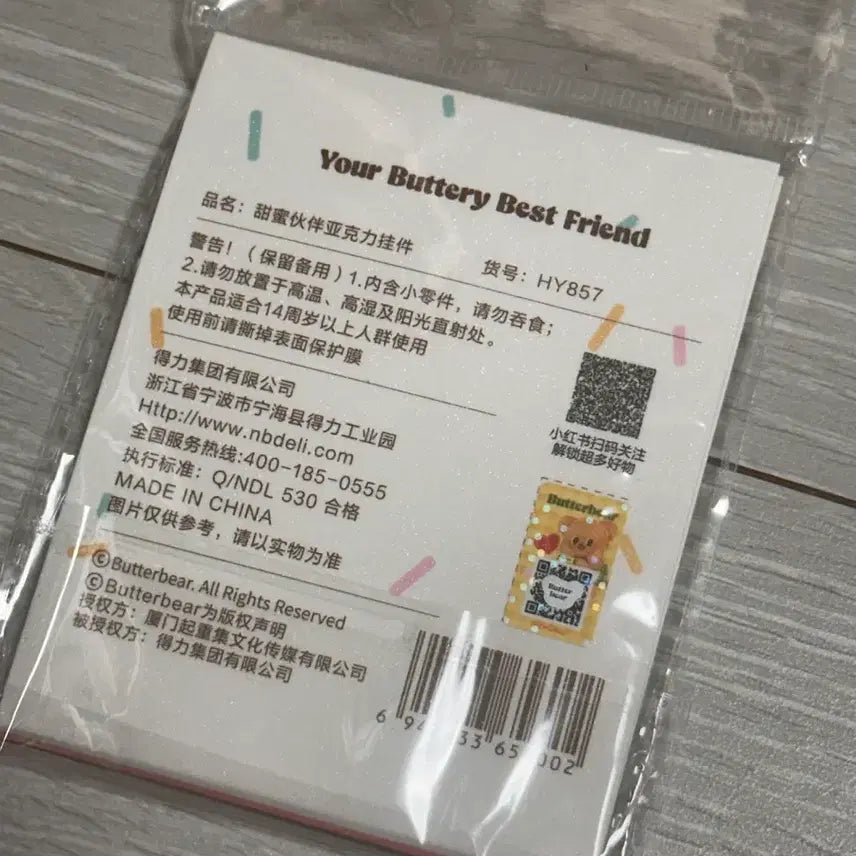 Your Buttery Best Friend
品名：甜蜜伙伴亚克力挂件
货号：HY857
警告！（保留备用）1.内含小零件，请勿吞食；
2.请勿放置于高温、高湿及阳光直射处。
本产品适合14周岁以上人群使用
使用前请撕掉表面保护膜
得力集团有限公司
浙江省宁波市宁海县得力工业园
Http://www.nbdeli.com
全国服务热线:400-185-0555
执行标准：Q/NDL 530 合格
MADE IN CHINA
图片仅供参考，请以实物为准
小红书扫码关注
解锁超多好物
Butterbear
Butter
bear
©Butterbear. All Rights Reserved
©Butterbear为版权声明
授权方：厦门起重集文化传媒有限公司
被授权方：得力集团有限公司